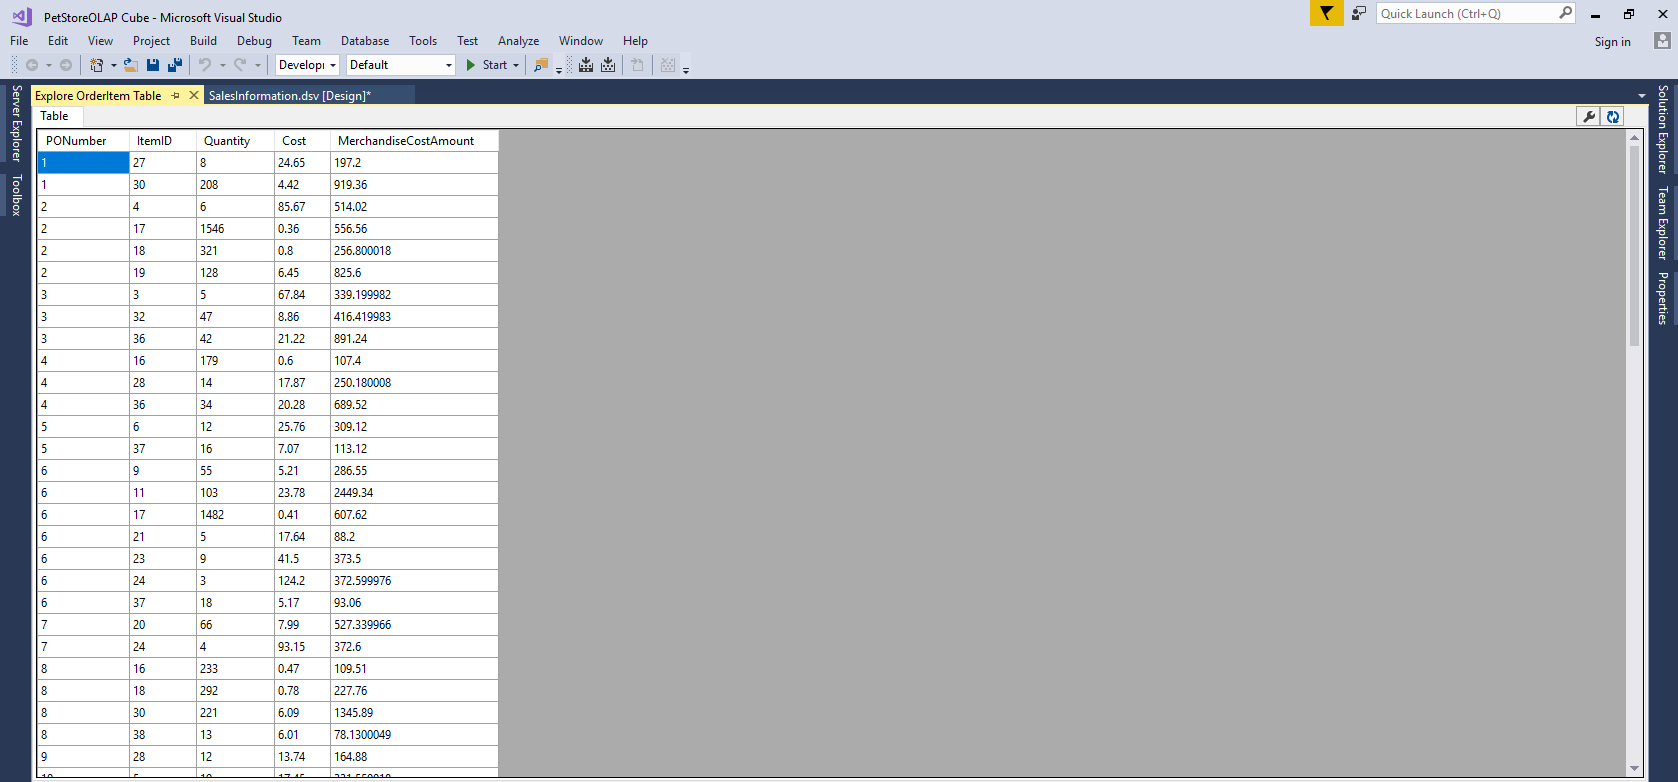 PetStoreOLAP Cube - Microsoft Visual Studio
Quick Launch (Ctrl+Q)
File Edit View Project Build Debug Team Database Tools Test Analyze Window Help
Sign in
Develop Default Start
Explore OrderItem Table SalesInformation.dsv [Design]*
Table
Server Explorer
Toolbox
PONumber ItemID Quantity Cost MerchandiseCostAmount
1 27 8 24.65 197.2
1 30 208 4.42 919.36
2 4 6 85.67 514.02
2 17 1546 0.36 556.56
2 18 321 0.8 256.800018
2 19 128 6.45 825.6
3 3 5 67.84 339.199982
3 32 47 8.86 416.419983
3 36 42 21.22 891.24
4 16 179 0.6 107.4
4 28 14 17.87 250.180008
4 36 34 20.28 689.52
5 6 12 25.76 309.12
5 37 16 7.07 113.12
6 9 55 5.21 286.55
6 11 103 23.78 2449.34
6 17 1482 0.41 607.62
6 21 5 17.64 88.2
6 23 9 41.5 373.5
6 24 3 124.2 372.599976
6 37 18 5.17 93.06
7 20 66 7.99 527.339966
7 24 4 93.15 372.6
8 16 233 0.47 109.51
8 18 292 0.78 227.76
8 30 221 6.09 1345.89
8 38 13 6.01 78.1300049
9 28 12 13.74 164.88
Solution Explorer
Team Explorer
Properties